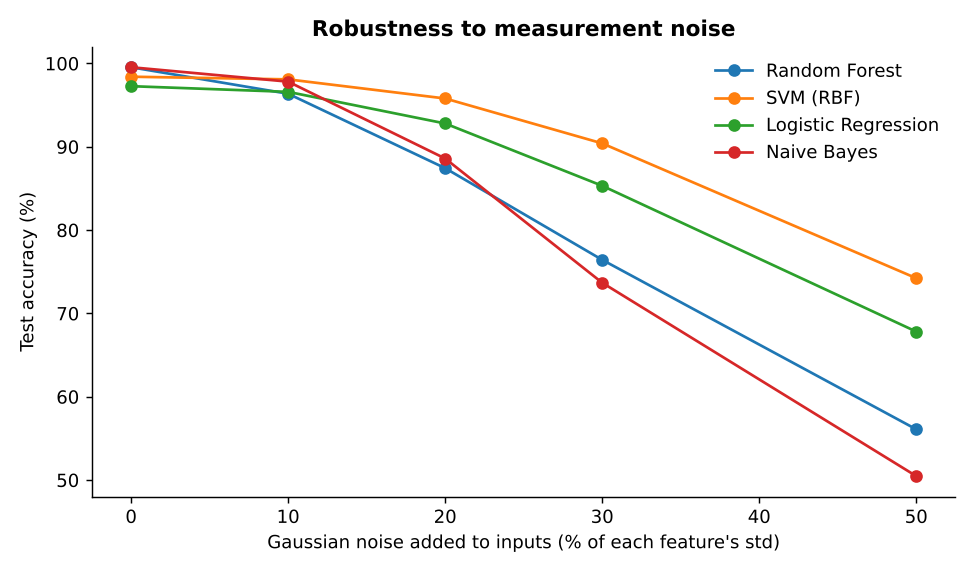 Robustness to measurement noise
Random Forest
SVM (RBF)
Logistic Regression
Naive Bayes
Test accuracy (%)
100
90
80
70
60
50
0 10 20 30 40 50
Gaussian noise added to inputs (% of each feature's std)